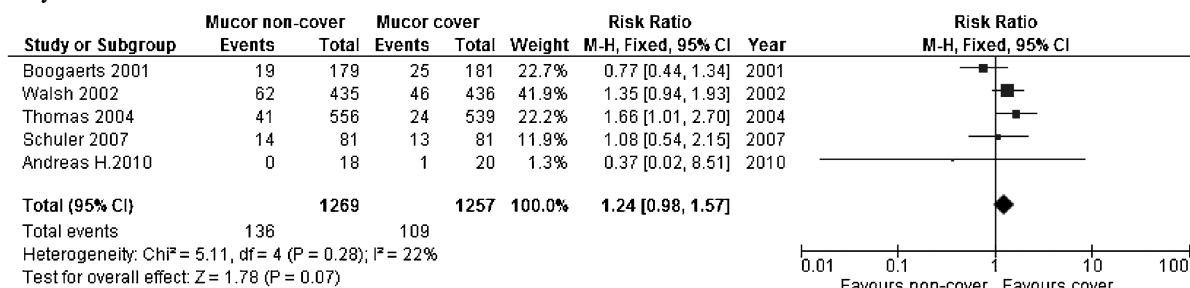 Mucor non-cover Mucor cover Risk Ratio Risk Ratio
Study or Subgroup Events Total Events Total Weight M-H, Fixed, 95% CI Year M-H, Fixed, 95% CI
Boogaerts 2001 19 179 25 181 22.7% 0.77 [0.44, 1.34] 2001
Walsh 2002 62 435 46 436 41.9% 1.35 [0.94, 1.93] 2002
Thomas 2004 41 556 24 539 22.2% 1.66 [1.01, 2.70] 2004
Schuler 2007 14 81 13 81 11.9% 1.08 [0.54, 2.15] 2007
Andreas H.2010 0 18 1 20 1.3% 0.37 [0.02, 8.51] 2010
Total (95% CI) 1269 1257 100.0% 1.24 [0.98, 1.57]
Total events 136 109
Heterogeneity: Chi² = 5.11, df = 4 (P = 0.28); I² = 22%
Test for overall effect: Z = 1.78 (P = 0.07)
0.01 0.1 1 10 100
Favours non-cover Favours cover